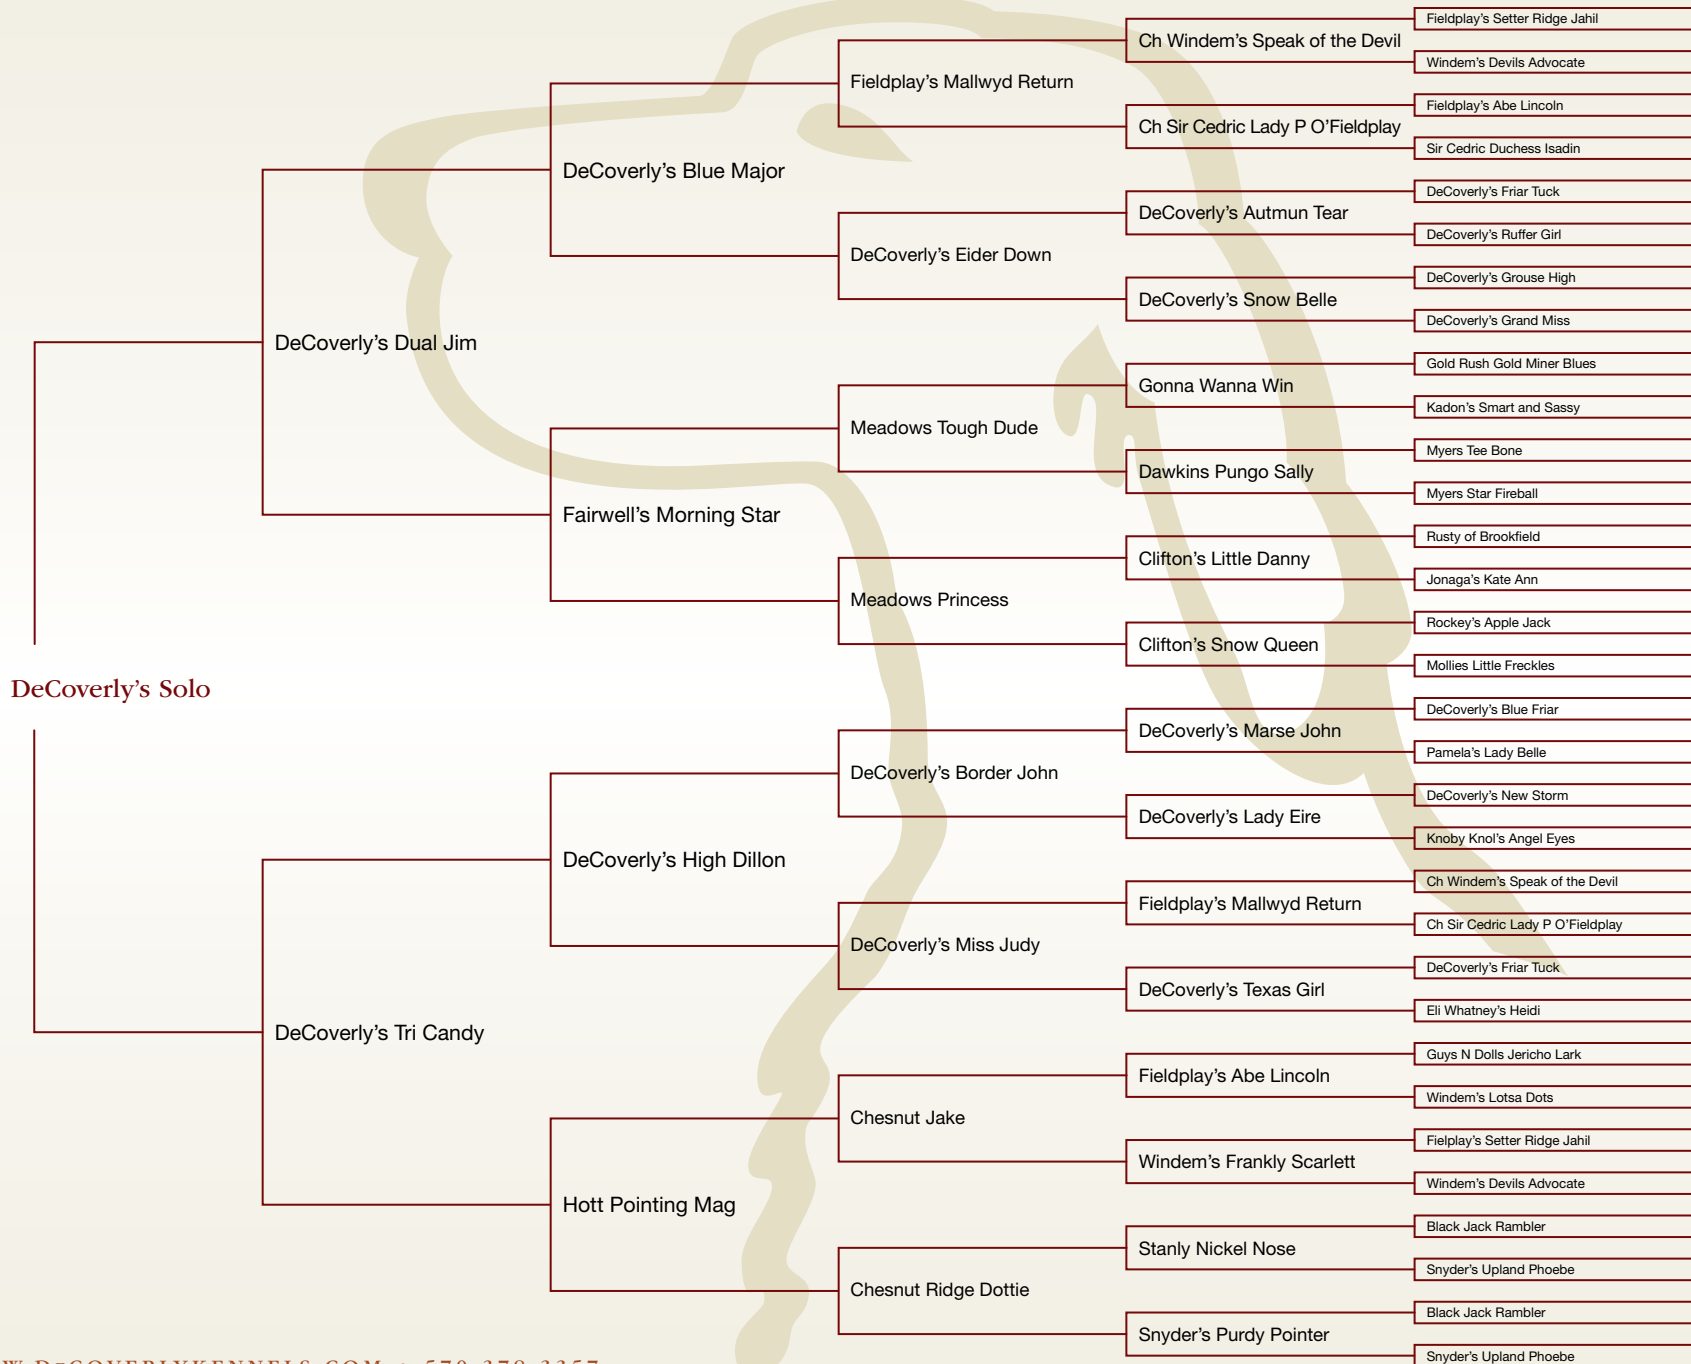 Fieldplay's Setter Ridge Jahil
Ch Windem's Speak of the Devil
Windem's Devils Advocate
Fieldplay's Mallwyd Return
Fieldplay's Abe Lincoln
Ch Sir Cedric Lady P O'Fieldplay
Sir Cedric Duchess Isadin
DeCoverly's Blue Major
DeCoverly's Friar Tuck
DeCoverly's Autmun Tear
DeCoverly's Ruffer Girl
DeCoverly's Eider Down
DeCoverly's Grouse High
DeCoverly's Snow Belle
DeCoverly's Grand Miss
DeCoverly's Dual Jim
Gold Rush Gold Miner Blues
Gonna Wanna Win
Kadon's Smart and Sassy
Meadows Tough Dude
Myers Tee Bone
Dawkins Pungo Sally
Myers Star Fireball
Fairwell's Morning Star
Rusty of Brookfield
Clifton's Little Danny
Jonaga's Kate Ann
Meadows Princess
Rockey's Apple Jack
Clifton's Snow Queen
Mollies Little Freckles
DeCoverly's Solo
DeCoverly's Blue Friar
DeCoverly's Marse John
Pamela's Lady Belle
DeCoverly's Border John
DeCoverly's New Storm
DeCoverly's Lady Eire
Knoby Knol's Angel Eyes
DeCoverly's High Dillon
Ch Windem's Speak of the Devil
Fieldplay's Mallwyd Return
Ch Sir Cedric Lady P O'Fieldplay
DeCoverly's Miss Judy
DeCoverly's Friar Tuck
DeCoverly's Texas Girl
Eli Whatney's Heidi
DeCoverly's Tri Candy
Guys N Dolls Jericho Lark
Fieldplay's Abe Lincoln
Windem's Lotsa Dots
Chesnut Jake
Fielplay's Setter Ridge Jahil
Windem's Frankly Scarlett
Windem's Devils Advocate
Hott Pointing Mag
Black Jack Rambler
Stanly Nickel Nose
Snyder's Upland Phoebe
Chesnut Ridge Dottie
Black Jack Rambler
Snyder's Purdy Pointer
Snyder's Upland Phoebe
W.DECOVERLYKENNELS.COM • 570-378-3357